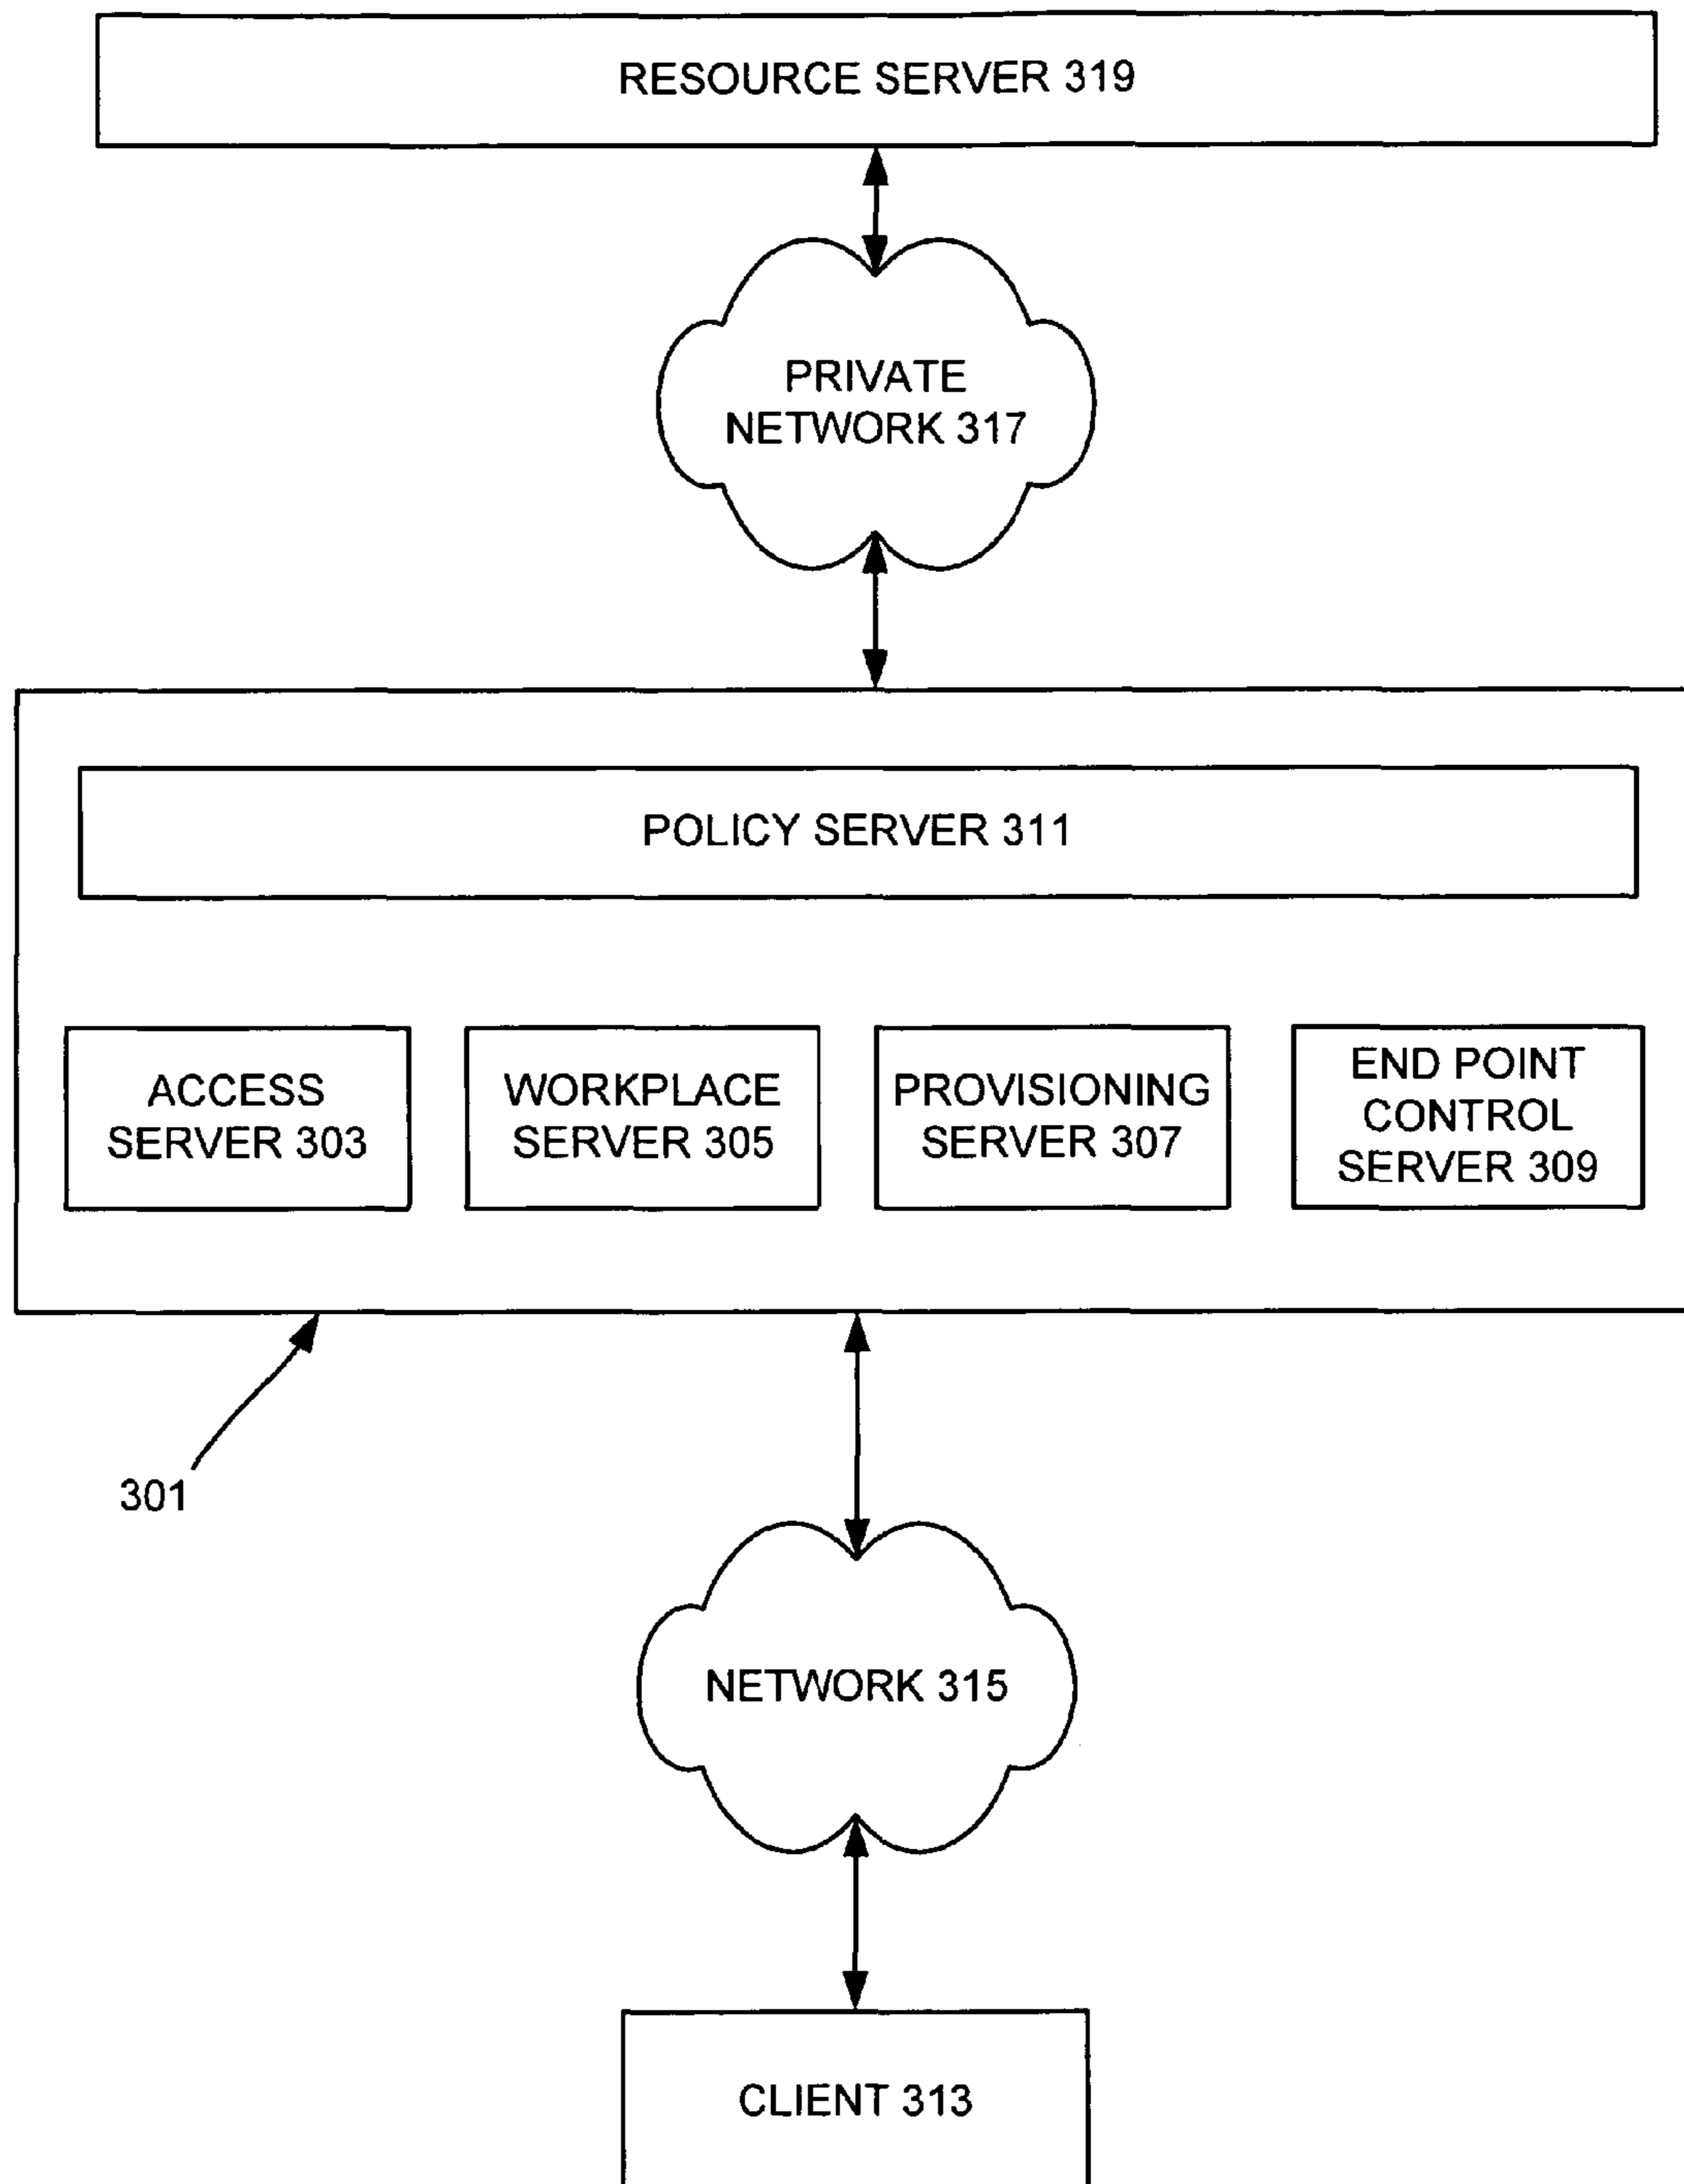 RESOURCE SERVER 319
PRIVATE
NETWORK 317
POLICY SERVER 311
ACCESS
SERVER 303
WORKPLACE
SERVER 305
PROVISIONING
SERVER 307
END POINT
CONTROL
SERVER 309
301
NETWORK 315
CLIENT 313